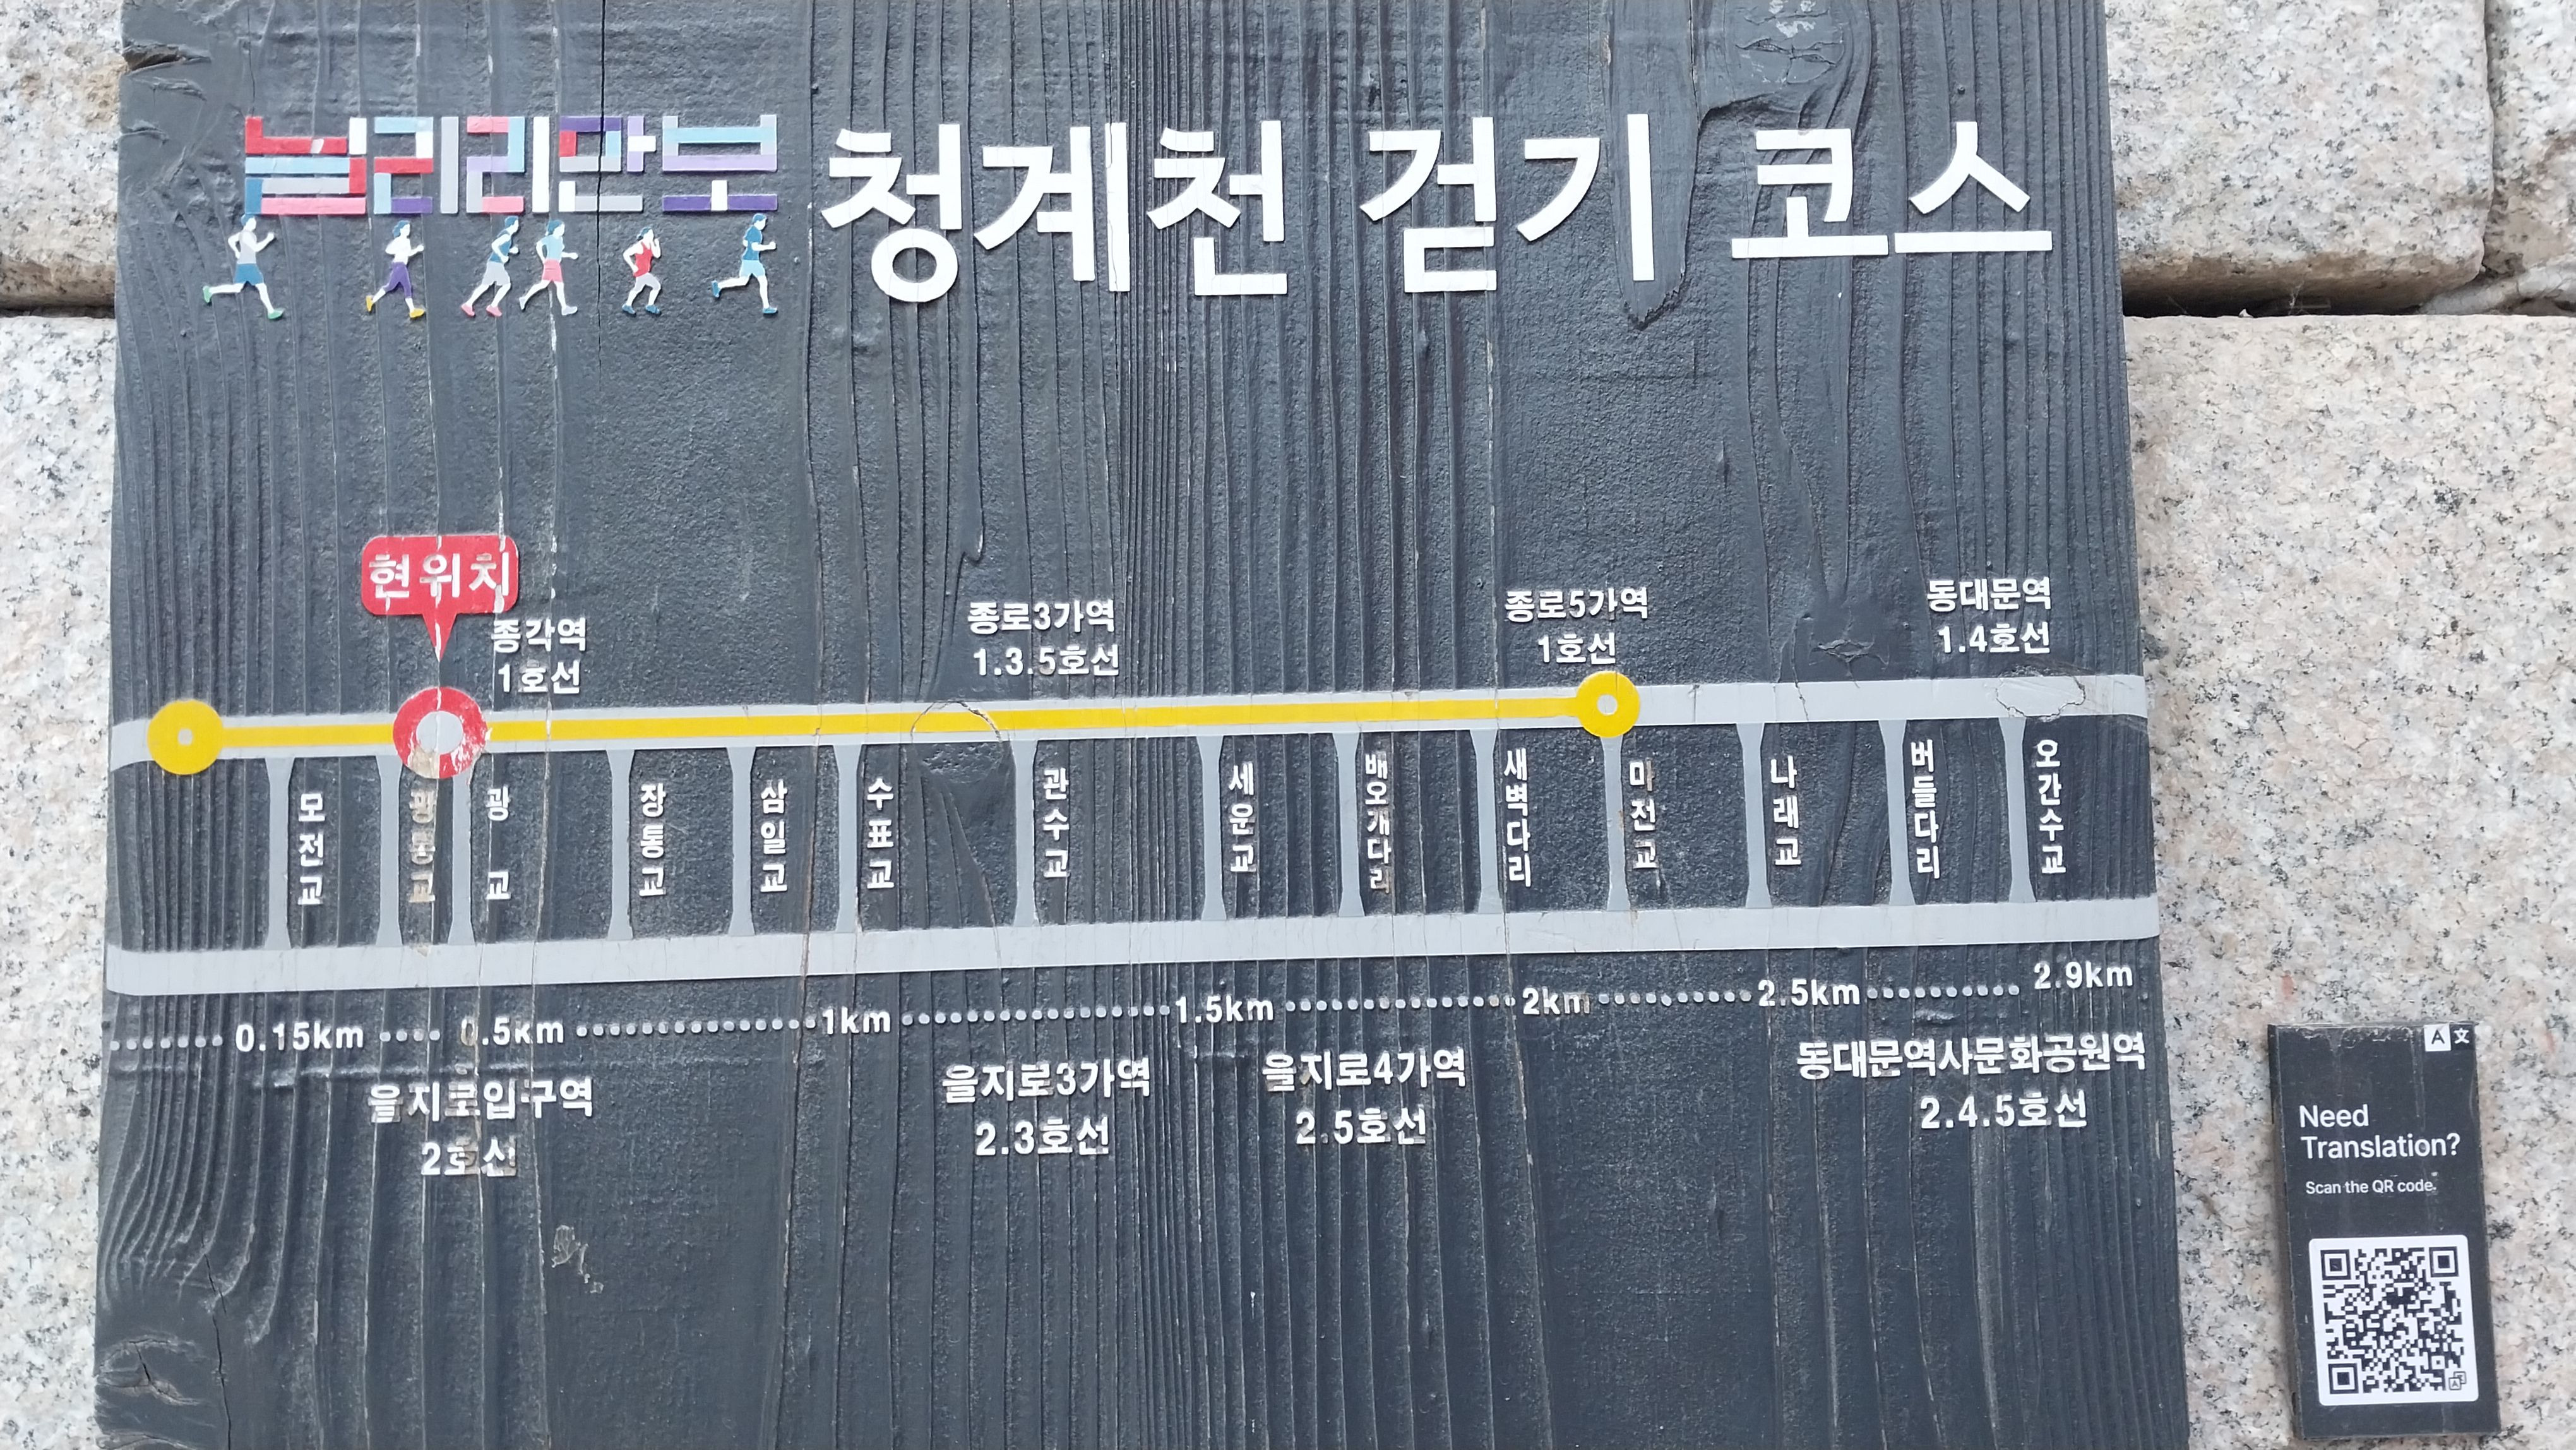 늴리리만보 청계천 걷기 코스
현위치
종각역
1호선
종로3가역
1.3.5호선
종로5가역
1호선
동대문역
1.4호선
모전교
광통교
광교
장통교
삼일교
수표교
관수교
세운교
배오개다리
새벽다리
마전교
나래교
버들다리
오간수교
0.15km
0.5km
1km
1.5km
2km
2.5km
2.9km
을지로입구역
2호선
을지로3가역
2.3호선
을지로4가역
2.5호선
동대문역사문화공원역
2.4.5호선
A 文
Need
Translation?
Scan the QR code.